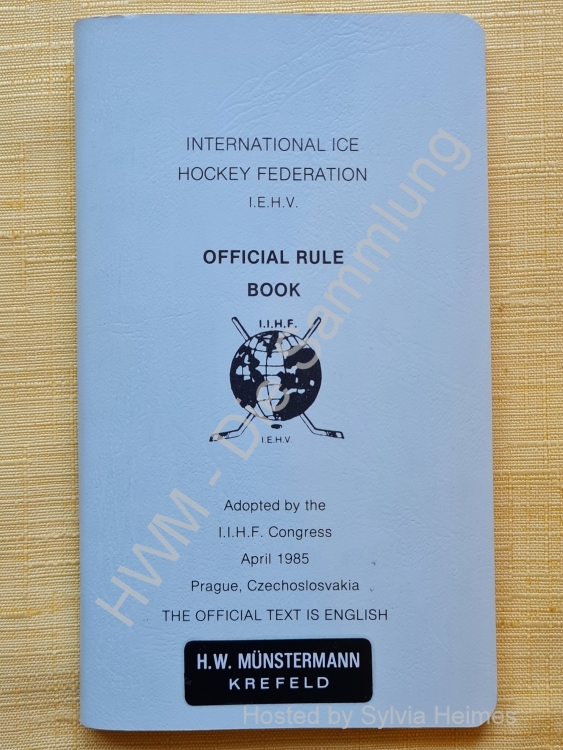 INTERNATIONAL ICE
HOCKEY FEDERATION
I.E.H.V.
OFFICIAL RULE
BOOK
I.I.H.F.
I.E.H.V.
Adopted by the
I.I.H.F. Congress
April 1985
Prague, Czechoslosvakia
THE OFFICIAL TEXT IS ENGLISH
H.W. MÜNSTERMANN
KREFELD
HWM - Die Sammlung
Hosted by Sylvia Heimes